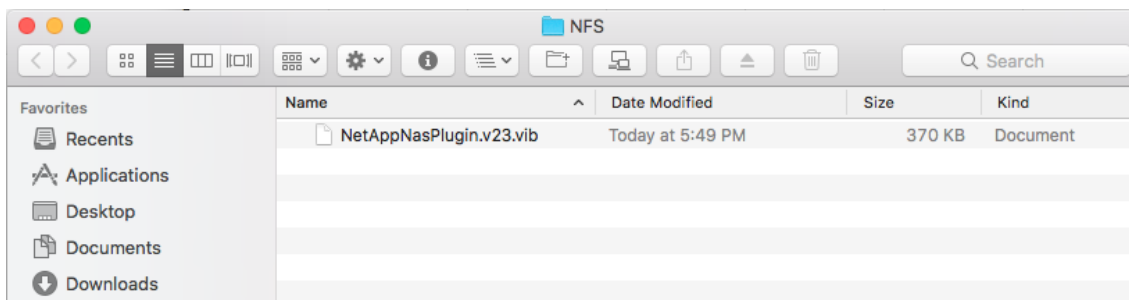 NFS
Search
Favorites
Name Date Modified Size Kind
Recents
NetAppNasPlugin.v23.vib Today at 5:49 PM 370 KB Document
Applications
Desktop
Documents
Downloads